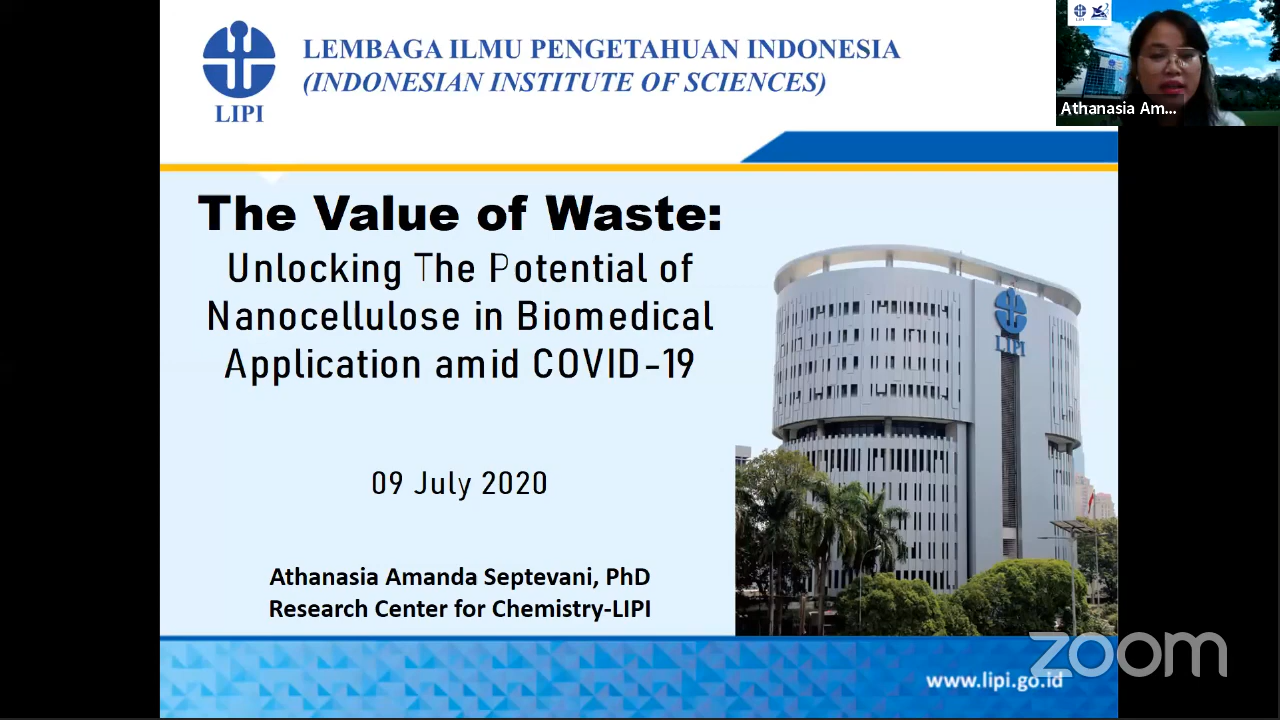 LEMBAGA ILMU PENGETAHUAN INDONESIA
(INDONESIAN INSTITUTE OF SCIENCES)
LIPI
Athanasia Am...
The Value of Waste:
Unlocking The Potential of
Nanocellulose in Biomedical
Application amid COVID-19
LIPI
09 July 2020
Athanasia Amanda Septevani, PhD
Research Center for Chemistry-LIPI
zoom
www.lipi.go.id